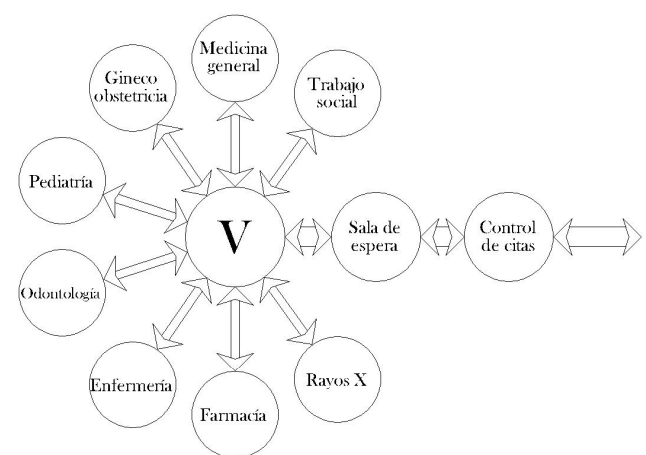 Medicina
general
Gineco
obstetricia
Trabajo
social
Pediatría
V
Sala de
espera
Control
de citas
Odontología
Enfermería
Farmacía
Rayos X